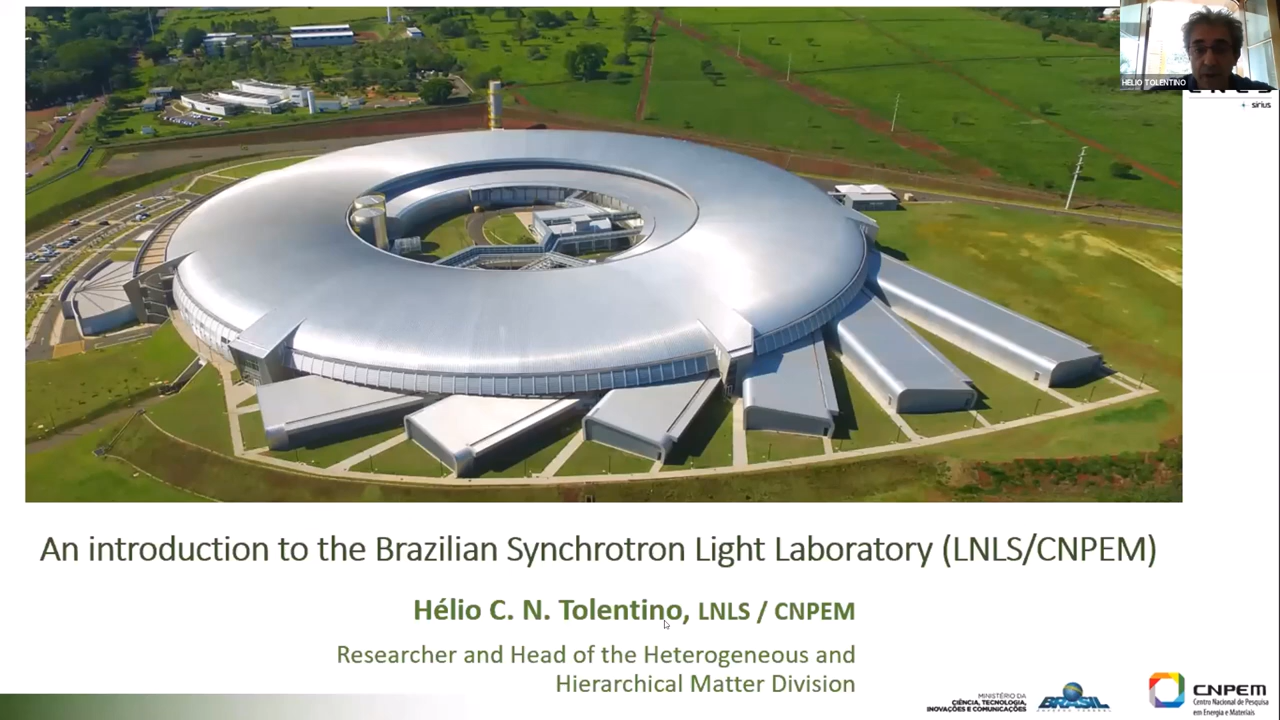 HELIO TOLENTINO
sirius
An introduction to the Brazilian Synchrotron Light Laboratory (LNLS/CNPEM)
Hélio C. N. Tolentino, LNLS / CNPEM
Researcher and Head of the Heterogeneous and
Hierarchical Matter Division
MINISTÉRIO DA
CIÊNCIA, TECNOLOGIA,
INOVAÇÕES E COMUNICAÇÕES
BRASIL
CNPEM
Centro Nacional de Pesquisa
em Energia e Materiais